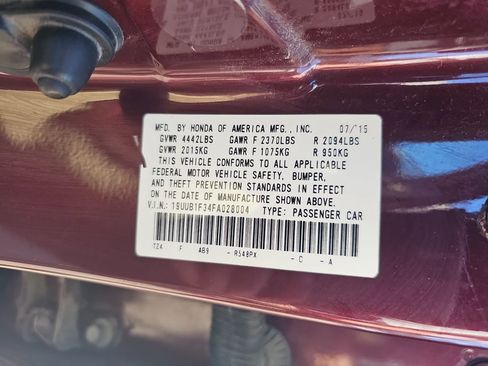 MFD. BY HONDA OF AMERICA MFG., INC. 07/15
GVWR 4442LBS GAWR F 2370LBS R 2094LBS
GVWR 2015KG GAWR F 1075KG R 950KG
THIS VEHICLE CONFORMS TO ALL APPLICABLE
FEDERAL MOTOR VEHICLE SAFETY, BUMPER,
AND THEFT PREVENTION STANDARDS IN EFFECT
ON THE DATE OF MANUFACTURE SHOWN ABOVE.
V.I.N.: 19UUB1F34FA028004 TYPE: PASSENGER CAR
TZ4 F AB9 - R548PX - C - A